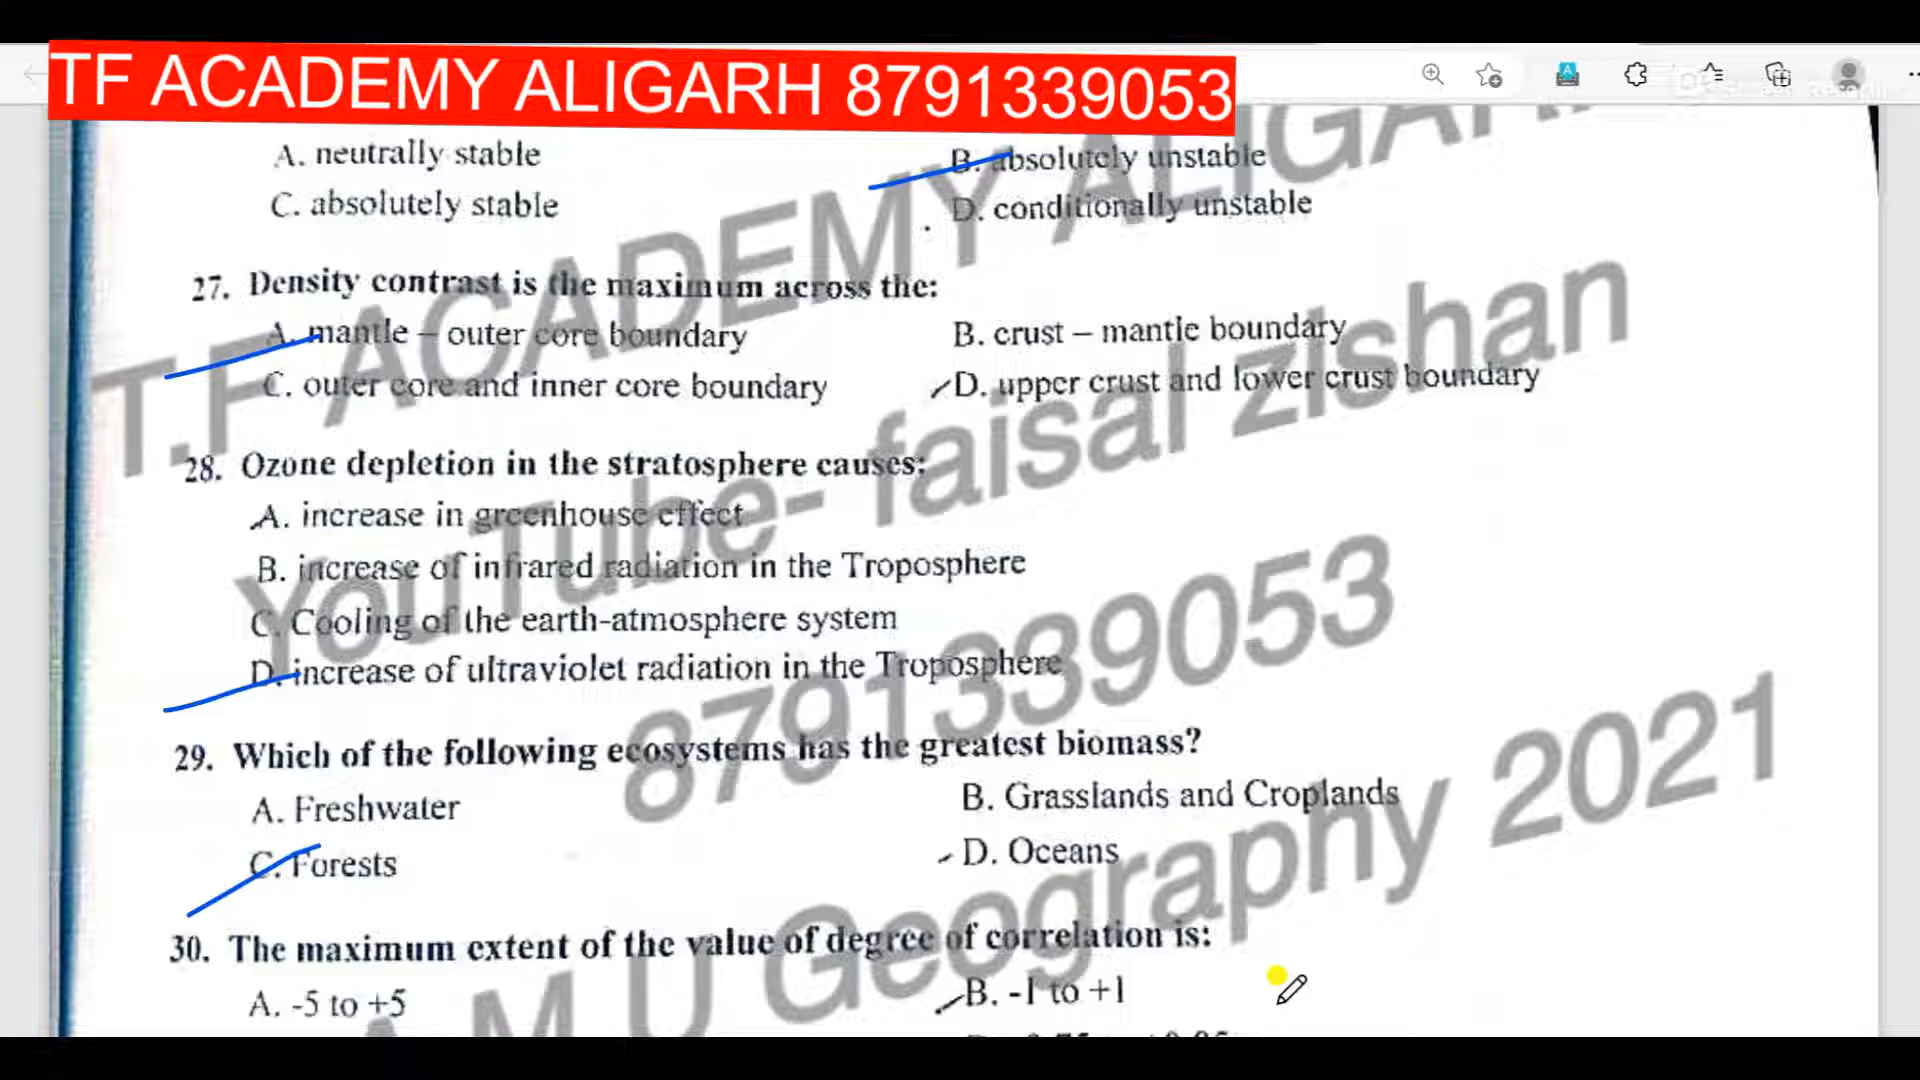 TF ACADEMY ALIGARH 8791339053
A. neutrally stable
B. absolutely unstable
C. absolutely stable
D. conditionally unstable
27. Density contrast is the maximum across the:
A. mantle – outer core boundary
B. crust – mantle boundary
C. outer core and inner core boundary
D. upper crust and lower crust boundary
28. Ozone depletion in the stratosphere causes:
A. increase in greenhouse effect
B. increase of infrared radiation in the Troposphere
C. Cooling of the earth-atmosphere system
D. increase of ultraviolet radiation in the Troposphere
29. Which of the following ecosystems has the greatest biomass?
A. Freshwater
B. Grasslands and Croplands
C. Forests
D. Oceans
30. The maximum extent of the value of degree of correlation is:
A. -5 to +5
B. -1 to +1
T.F ACADEMY ALIGARH
YouTube- faisal zishan
8791339053
A M U Geography 2021